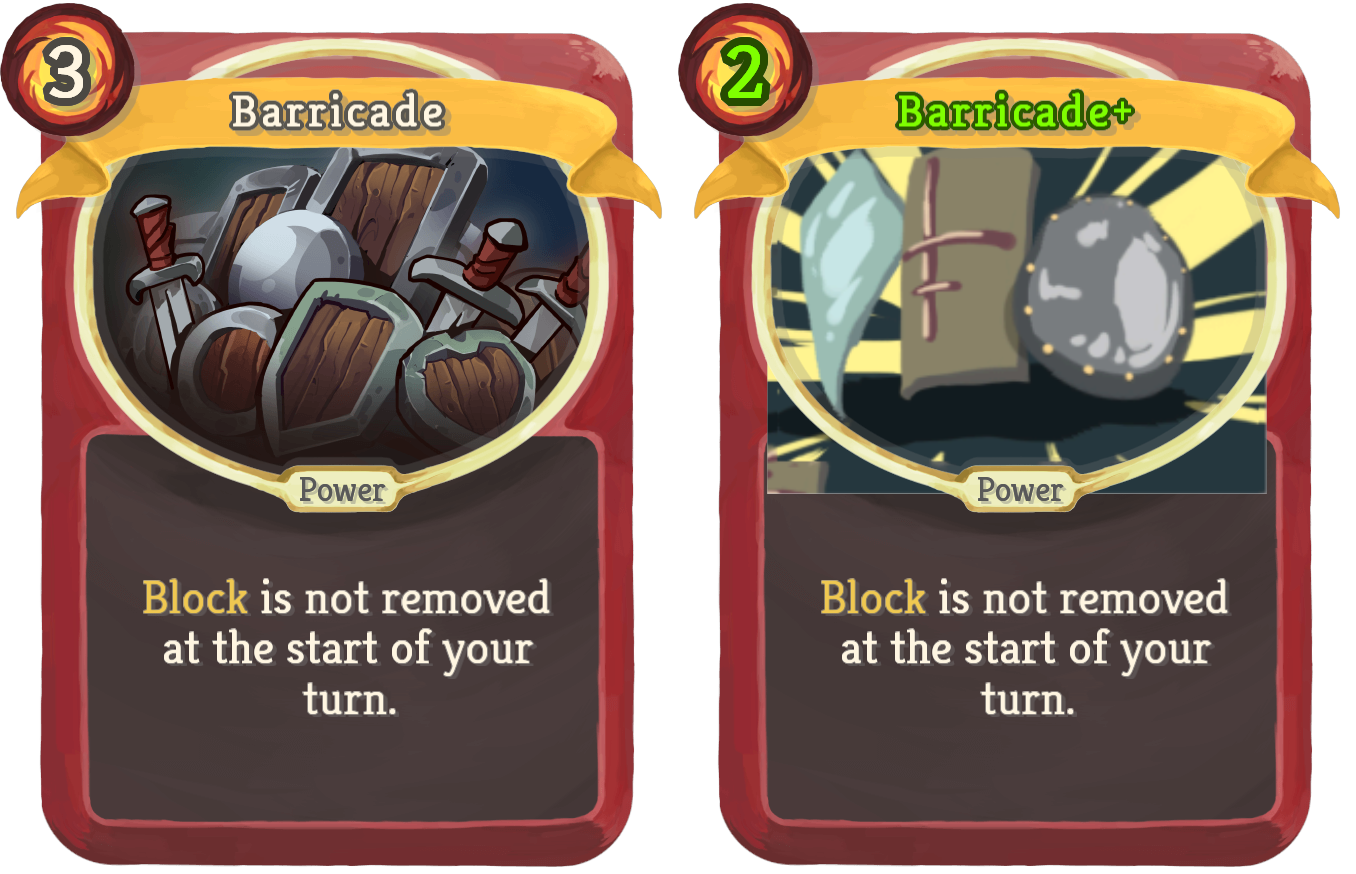 3
Barricade
Power
Block is not removed
at the start of your
turn.
2
Barricade+
Power
Block is not removed
at the start of your
turn.